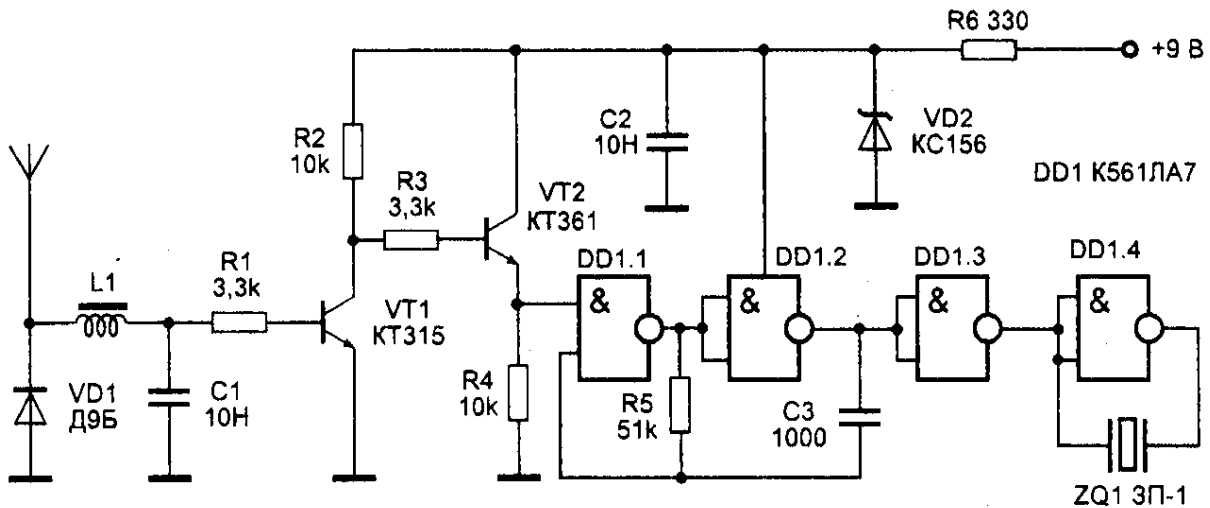 R6 330
+9 В
R2
10k
C2
10Н
VD2
КС156
DD1 К561ЛА7
R3
3,3k
VT2
КТ361
L1
R1
3,3k
VT1
КТ315
DD1.1
&
DD1.2
&
DD1.3
&
DD1.4
&
VD1
Д9Б
C1
10Н
R4
10k
R5
51k
C3
1000
ZQ1 ЗП-1